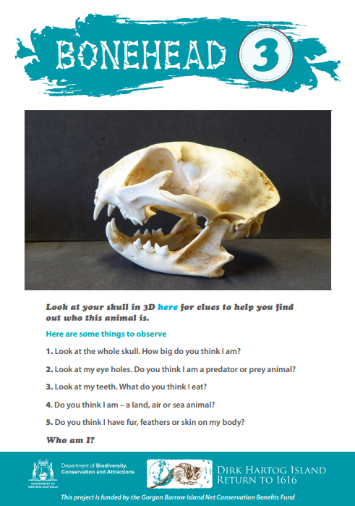 BONEHEAD 3
Look at your skull in 3D here for clues to help you find
out who this animal is.
Here are some things to observe
1. Look at the whole skull. How big do you think I am?
2. Look at my eye holes. Do you think I am a predator or prey animal?
3. Look at my teeth. What do you think I eat?
4. Do you think I am – a land, air or sea animal?
5. Do you think I have fur, feathers or skin on my body?
Who am I?
Department of Biodiversity,
Conservation and Attractions
DIRK HARTOG ISLAND
RETURN TO 1616
This project is funded by the Gorgon Barrow Island Net Conservation Benefits Fund